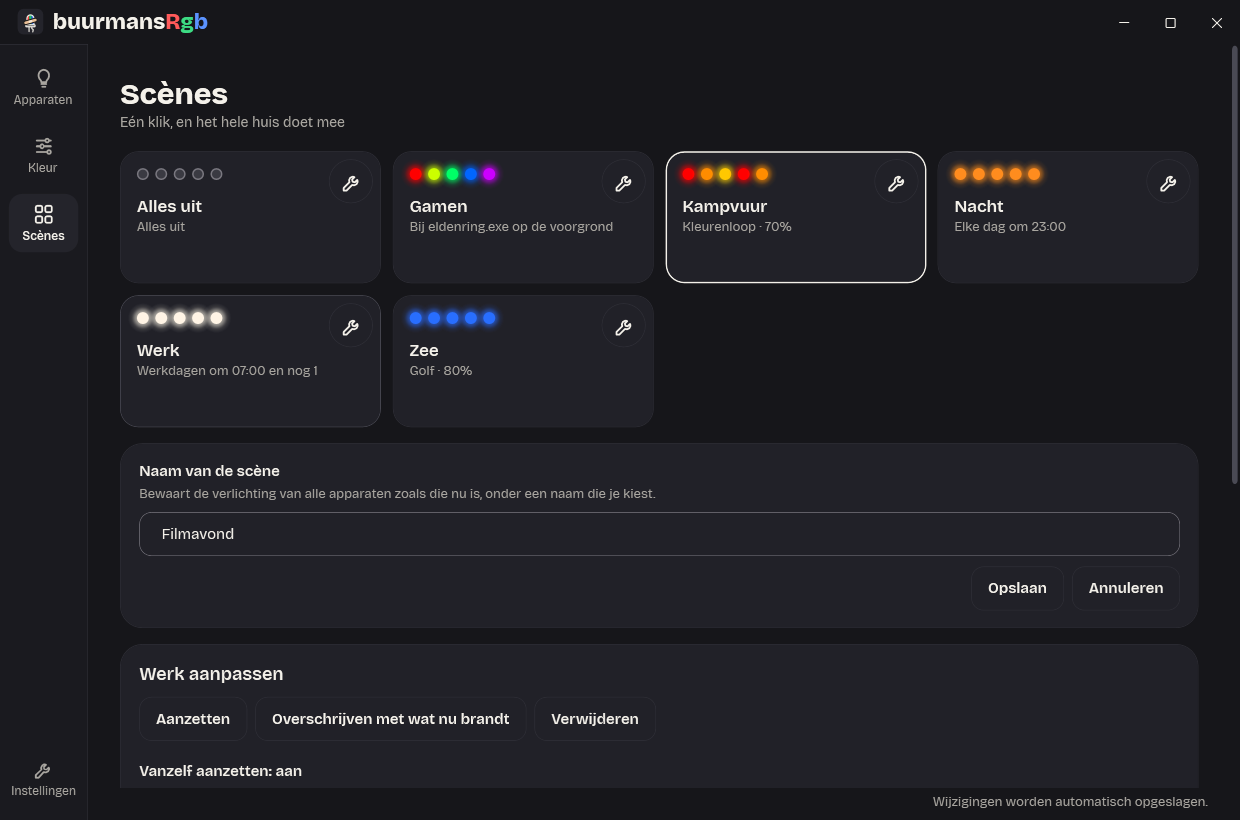 buurmansRgb
Apparaten
Kleur
Scènes
Instellingen
Scènes
Eén klik, en het hele huis doet mee
Alles uit
Alles uit
Gamen
Bij eldenring.exe op de voorgrond
Kampvuur
Kleurenloop · 70%
Nacht
Elke dag om 23:00
Werk
Werkdagen om 07:00 en nog 1
Zee
Golf · 80%
Naam van de scène
Bewaart de verlichting van alle apparaten zoals die nu is, onder een naam die je kiest.
Filmavond
Opslaan
Annuleren
Werk aanpassen
Aanzetten
Overschrijven met wat nu brandt
Verwijderen
Vanzelf aanzetten: aan
Wijzigingen worden automatisch opgeslagen.